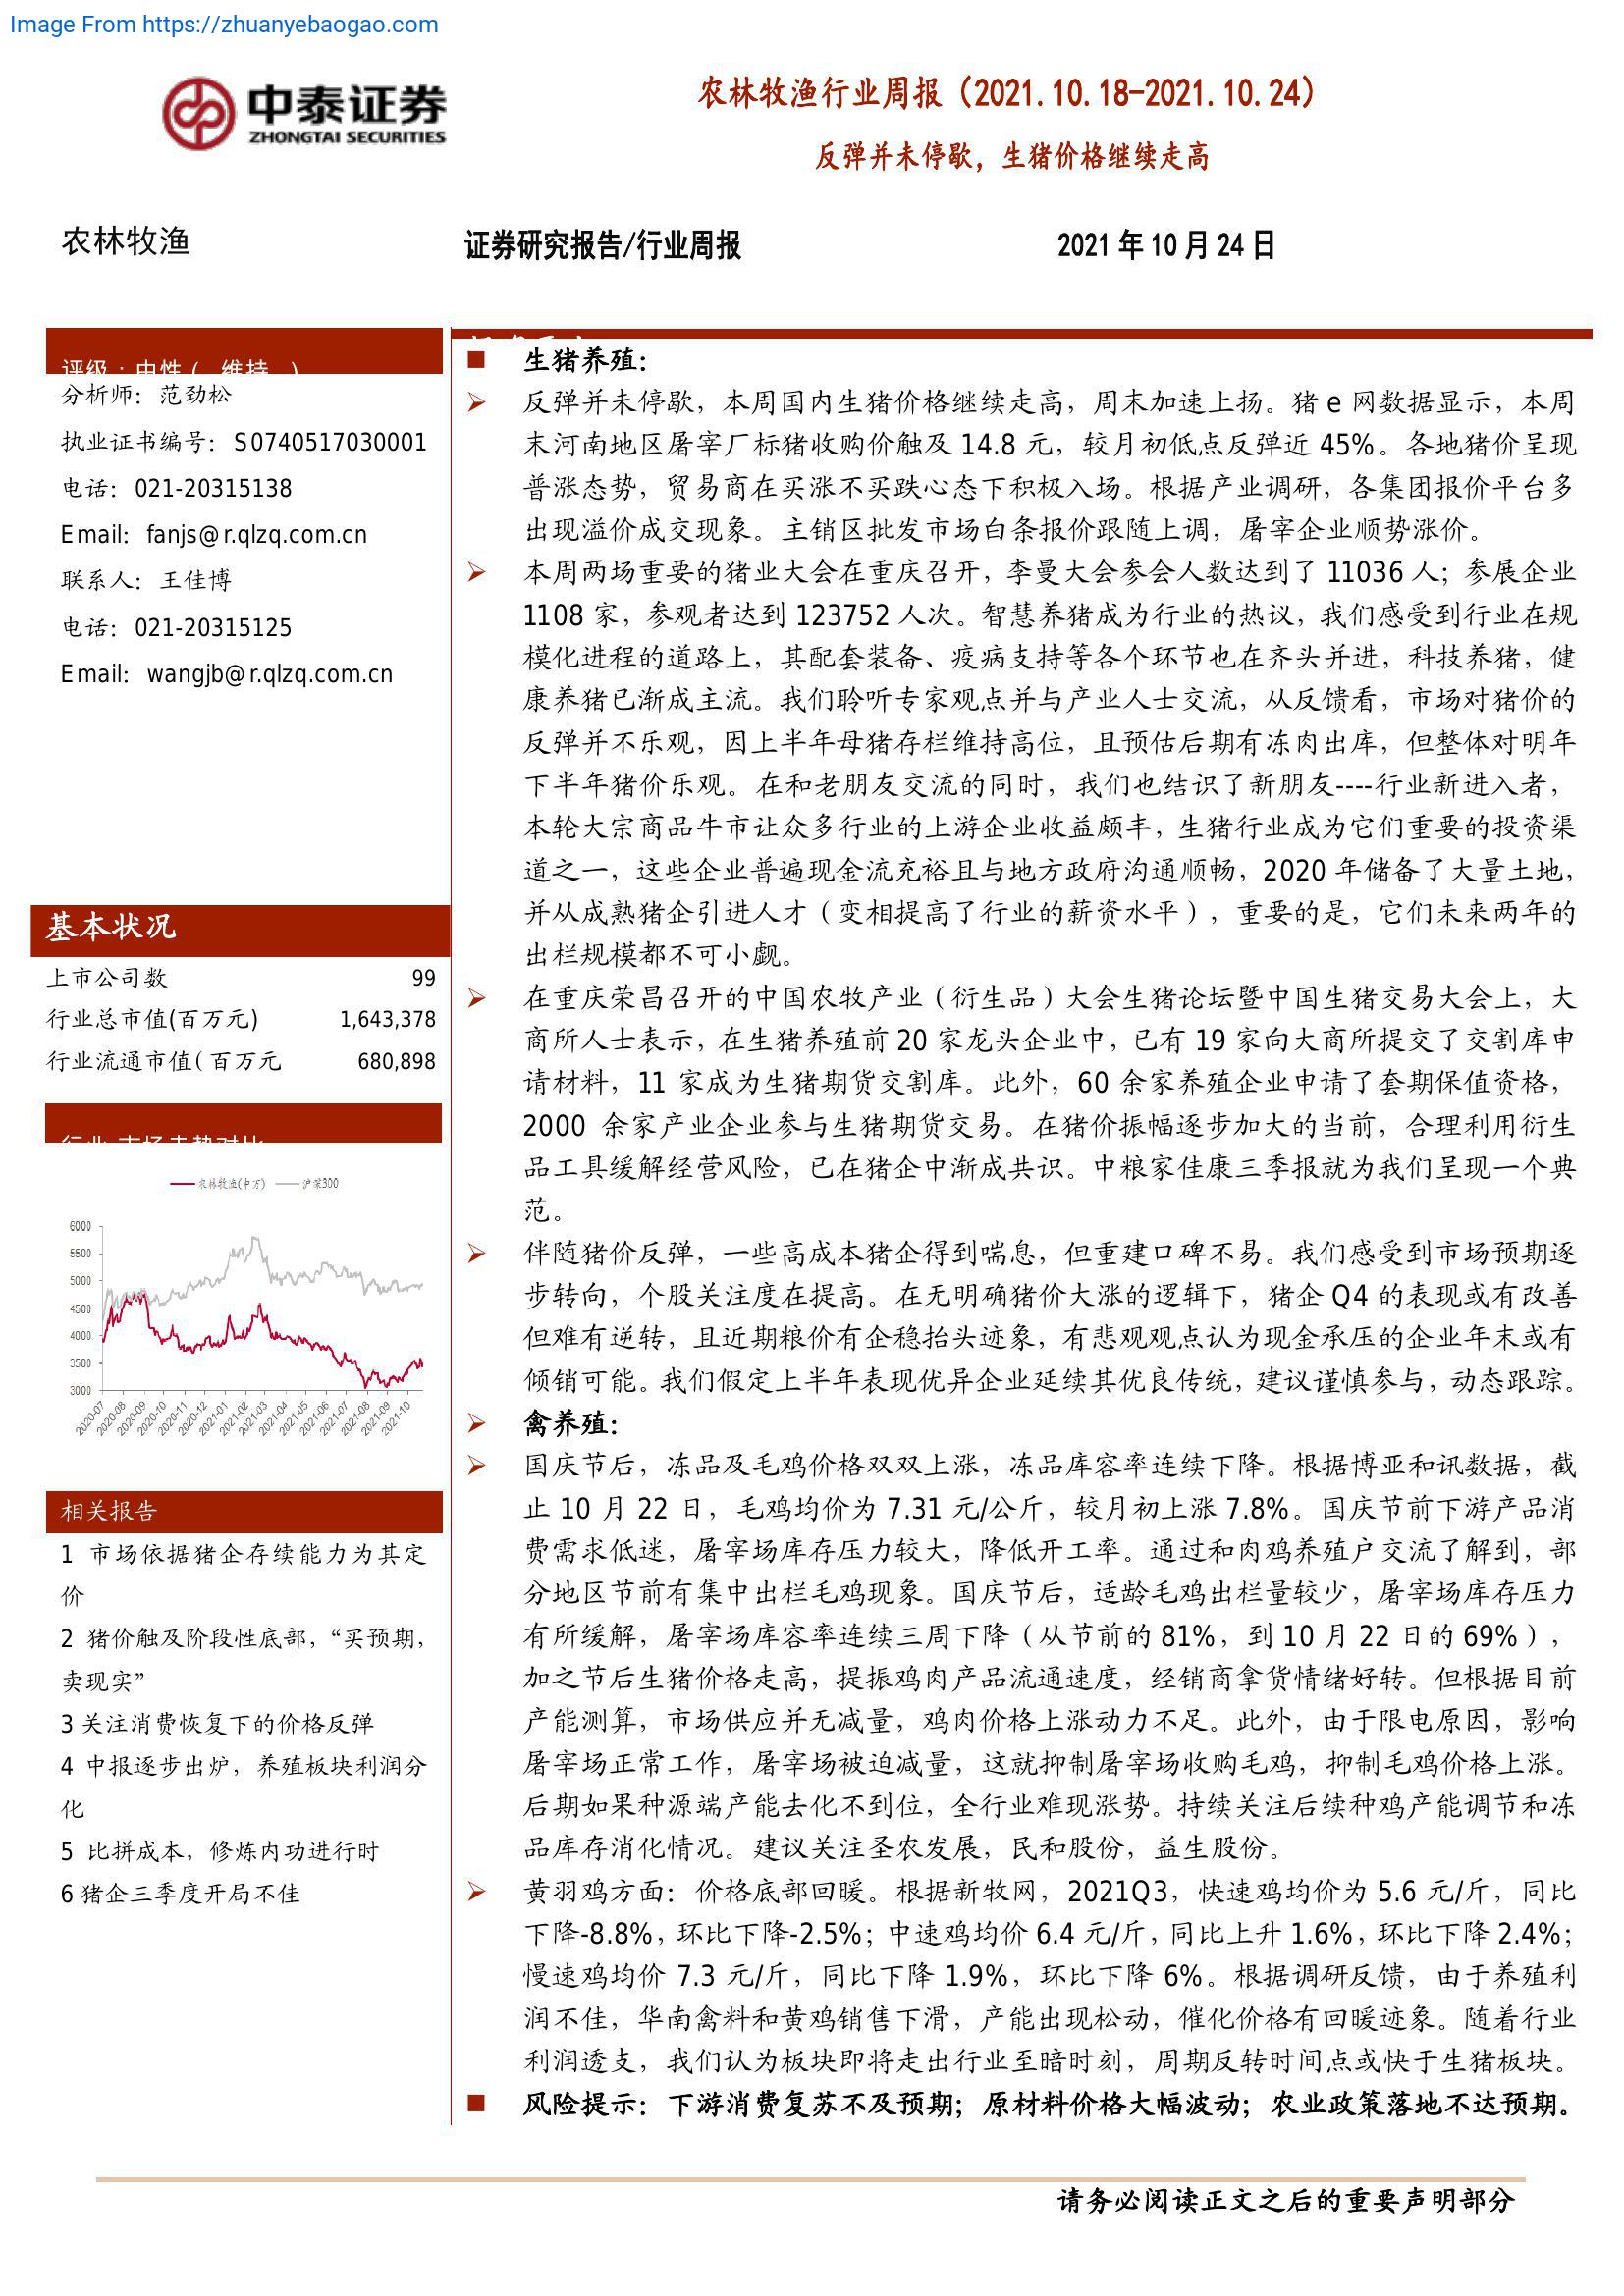 Image From https://zhuanyebaogao.com
中泰证券
ZHONGTAI SECURITIES
农林牧渔行业周报（2021.10.18-2021.10.24）
反弹并未停歇，生猪价格继续走高
农林牧渔
证券研究报告/行业周报
2021 年 10 月 24 日
评级：中性（ 维持 ）
分析师：范劲松
执业证书编号：S0740517030001
电话：021-20315138
Email：fanjs@r.qlzq.com.cn
联系人：王佳博
电话：021-20315125
Email：wangjb@r.qlzq.com.cn
基本状况
上市公司数 99
行业总市值(百万元) 1,643,378
行业流通市值(百万元 680,898
行业-市场走势对比
农林牧渔(申万) 沪深300
6000
5500
5000
4500
4000
3500
3000
2020-07
2020-08
2020-09
2020-10
2020-11
2020-12
2021-01
2021-02
2021-03
2021-04
2021-05
2021-06
2021-07
2021-08
2021-09
2021-10
相关报告
1 市场依据猪企存续能力为其定
价
2 猪价触及阶段性底部，“买预期，
卖现实”
3 关注消费恢复下的价格反弹
4 中报逐步出炉，养殖板块利润分
化
5 比拼成本，修炼内功进行时
6 猪企三季度开局不佳
■ 生猪养殖：
➢ 反弹并未停歇，本周国内生猪价格继续走高，周末加速上扬。猪 e 网数据显示，本周
末河南地区屠宰厂标猪收购价触及 14.8 元，较月初低点反弹近 45%。各地猪价呈现
普涨态势，贸易商在买涨不买跌心态下积极入场。根据产业调研，各集团报价平台多
出现溢价成交现象。主销区批发市场白条报价跟随上调，屠宰企业顺势涨价。
➢ 本周两场重要的猪业大会在重庆召开，李曼大会参会人数达到了 11036 人；参展企业
1108 家，参观者达到 123752 人次。智慧养猪成为行业的热议，我们感受到行业在规
模化进程的道路上，其配套装备、疫病支持等各个环节也在齐头并进，科技养猪，健
康养猪已渐成主流。我们聆听专家观点并与产业人士交流，从反馈看，市场对猪价的
反弹并不乐观，因上半年母猪存栏维持高位，且预估后期有冻肉出库，但整体对明年
下半年猪价乐观。在和老朋友交流的同时，我们也结识了新朋友----行业新进入者，
本轮大宗商品牛市让众多行业的上游企业收益颇丰，生猪行业成为它们重要的投资渠
道之一，这些企业普遍现金流充裕且与地方政府沟通顺畅，2020 年储备了大量土地，
并从成熟猪企引进人才（变相提高了行业的薪资水平），重要的是，它们未来两年的
出栏规模都不可小觑。
➢ 在重庆荣昌召开的中国农牧产业（衍生品）大会生猪论坛暨中国生猪交易大会上，大
商所人士表示，在生猪养殖前 20 家龙头企业中，已有 19 家向大商所提交了交割库申
请材料，11 家成为生猪期货交割库。此外，60 余家养殖企业申请了套期保值资格，
2000 余家产业企业参与生猪期货交易。在猪价振幅逐步加大的当前，合理利用衍生
品工具缓解经营风险，已在猪企中渐成共识。中粮家佳康三季报就为我们呈现一个典
范。
➢ 伴随猪价反弹，一些高成本猪企得到喘息，但重建口碑不易。我们感受到市场预期逐
步转向，个股关注度在提高。在无明确猪价大涨的逻辑下，猪企 Q4 的表现或有改善
但难有逆转，且近期粮价有企稳抬头迹象，有悲观观点认为现金承压的企业年末或有
倾销可能。我们假定上半年表现优异企业延续其优良传统，建议谨慎参与，动态跟踪。
➢ 禽养殖：
➢ 国庆节后，冻品及毛鸡价格双双上涨，冻品库容率连续下降。根据博亚和讯数据，截
止 10 月 22 日，毛鸡均价为 7.31 元/公斤，较月初上涨 7.8%。国庆节前下游产品消
费需求低迷，屠宰场库存压力较大，降低开工率。通过和肉鸡养殖户交流了解到，部
分地区节前有集中出栏毛鸡现象。国庆节后，适龄毛鸡出栏量较少，屠宰场库存压力
有所缓解，屠宰场库容率连续三周下降（从节前的 81%，到 10 月 22 日的 69%），
加之节后生猪价格走高，提振鸡肉产品流通速度，经销商拿货情绪好转。但根据目前
产能测算，市场供应并无减量，鸡肉价格上涨动力不足。此外，由于限电原因，影响
屠宰场正常工作，屠宰场被迫减量，这就抑制屠宰场收购毛鸡，抑制毛鸡价格上涨。
后期如果种源端产能去化不到位，全行业难现涨势。持续关注后续种鸡产能调节和冻
品库存消化情况。建议关注圣农发展，民和股份，益生股份。
➢ 黄羽鸡方面：价格底部回暖。根据新牧网，2021Q3，快速鸡均价为 5.6 元/斤，同比
下降-8.8%，环比下降-2.5%；中速鸡均价 6.4 元/斤，同比上升 1.6%，环比下降 2.4%；
慢速鸡均价 7.3 元/斤，同比下降 1.9%，环比下降 6%。根据调研反馈，由于养殖利
润不佳，华南禽料和黄鸡销售下滑，产能出现松动，催化价格有回暖迹象。随着行业
利润透支，我们认为板块即将走出行业至暗时刻，周期反转时间点或快于生猪板块。
■ 风险提示：下游消费复苏不及预期；原材料价格大幅波动；农业政策落地不达预期。
请务必阅读正文之后的重要声明部分